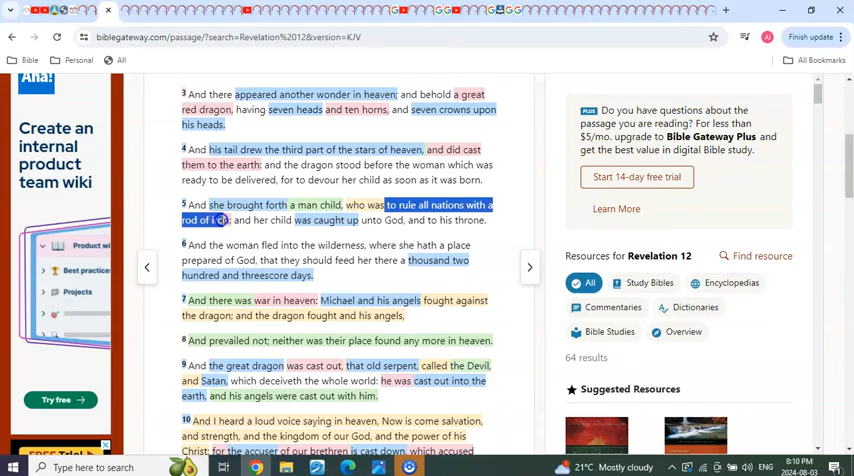 Finish update
biblegateway.com/passage/?search=Revelation%2012&version=KJV
AI
Bible
Personal
All
All Bookmarks
Aha!
Create an
internal
product
team wiki
Product wi
Best practices
Projects
Try free
3 And there appeared another wonder in heaven; and behold a great
red dragon, having seven heads and ten horns, and seven crowns upon
his heads.
4 And his tail drew the third part of the stars of heaven, and did cast
them to the earth: and the dragon stood before the woman which was
ready to be delivered, for to devour her child as soon as it was born.
5 And she brought forth a man child, who was to rule all nations with a
rod of iron: and her child was caught up unto God, and to his throne.
6 And the woman fled into the wilderness, where she hath a place
prepared of God, that they should feed her there a thousand two
hundred and threescore days.
7 And there was war in heaven: Michael and his angels fought against
the dragon; and the dragon fought and his angels,
8 And prevailed not; neither was their place found any more in heaven.
9 And the great dragon was cast out, that old serpent, called the Devil,
and Satan, which deceiveth the whole world: he was cast out into the
earth, and his angels were cast out with him.
10 And I heard a loud voice saying in heaven, Now is come salvation,
and strength, and the kingdom of our God, and the power of his
Christ: for the accuser of our brethren is cast down, which accused
PLUS Do you have questions about the
passage you are reading? For less than
$5/mo. upgrade to Bible Gateway Plus and
get the best value in digital Bible study.
Start 14-day free trial
Learn More
Resources for Revelation 12
Find resource
All
Study Bibles
Encyclopedias
Commentaries
Dictionaries
Bible Studies
Overview
64 results
Suggested Resources
Type here to search
21°C Mostly cloudy
8:10 PM
2024-08-03